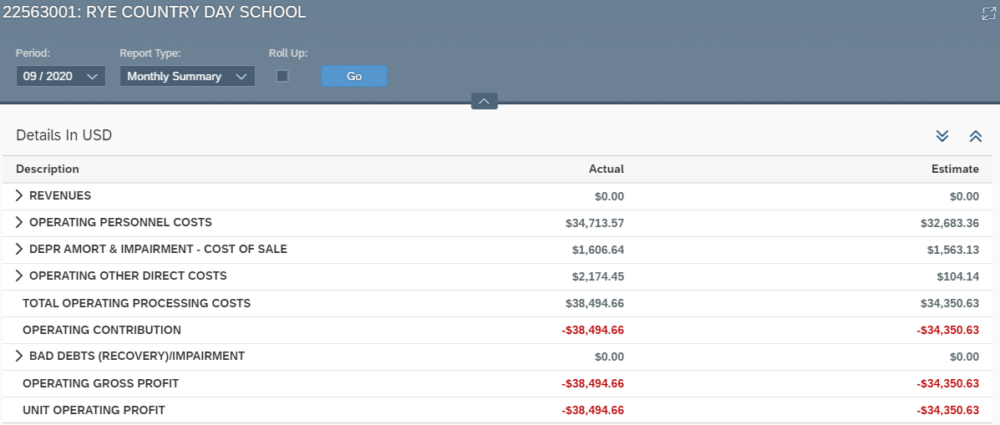 22563001: RYE COUNTRY DAY SCHOOL
Period: Report Type: Roll Up:
09 / 2020 Monthly Summary Go
Details In USD
Description Actual Estimate
REVENUES $0.00 $0.00
OPERATING PERSONNEL COSTS $34,713.57 $32,683.36
DEPR AMORT & IMPAIRMENT - COST OF SALE $1,606.64 $1,563.13
OPERATING OTHER DIRECT COSTS $2,174.45 $104.14
TOTAL OPERATING PROCESSING COSTS $38,494.66 $34,350.63
OPERATING CONTRIBUTION -$38,494.66 -$34,350.63
BAD DEBTS (RECOVERY)/IMPAIRMENT $0.00 $0.00
OPERATING GROSS PROFIT -$38,494.66 -$34,350.63
UNIT OPERATING PROFIT -$38,494.66 -$34,350.63